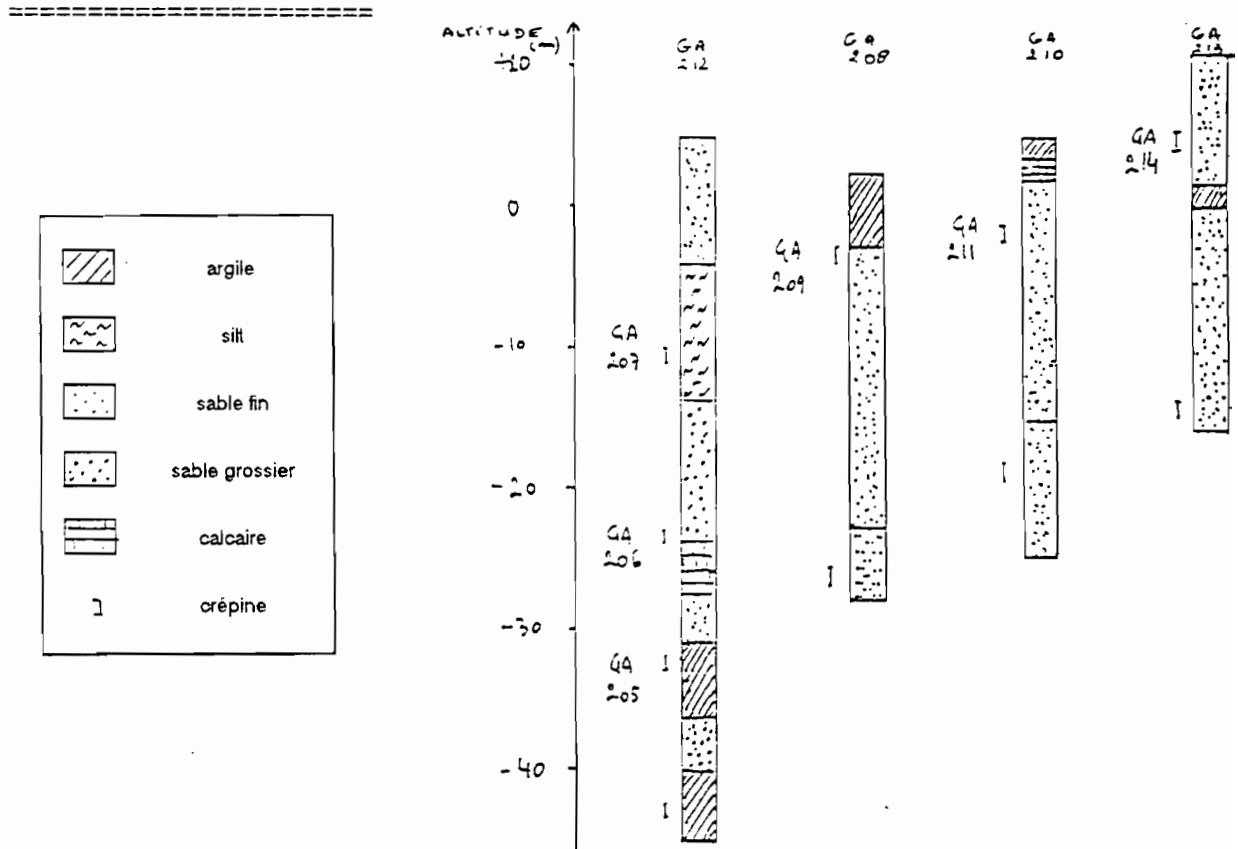 ==============================
ALTITUDE (m)
+10
0
-10
-20
-30
-40
GA
212
GA
208
GA
210
GA
213
GA
214
GA
211
GA
209
GA
207
GA
206
GA
205
argile
silt
sable fin
sable grossier
calcaire
crépine